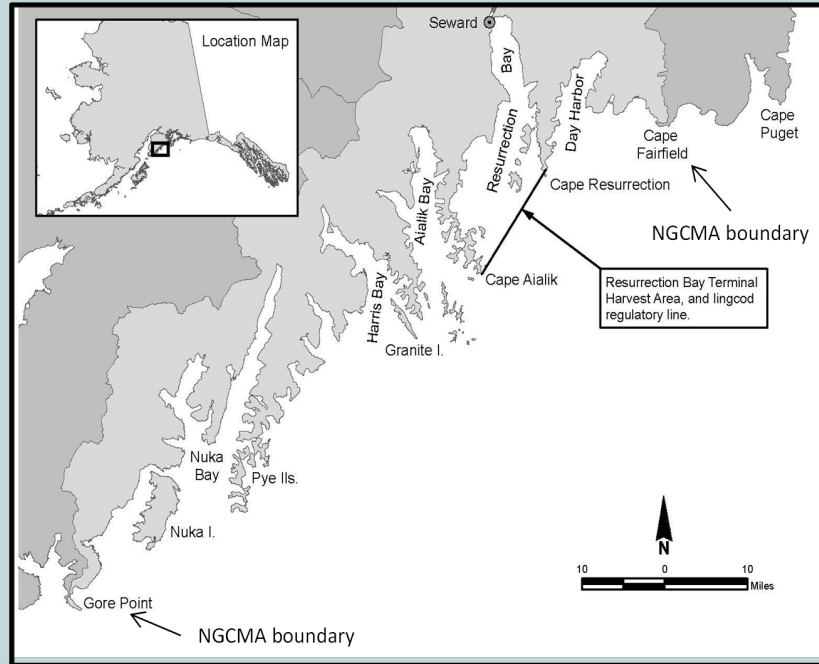 Location Map
Seward
Bay
Resurrection
Day Harbor
Cape
Puget
Cape
Fairfield
Cape Resurrection
NGCMA boundary
Aialik Bay
Harris Bay
Cape Aialik
Resurrection Bay Terminal
Harvest Area, and lingcod
regulatory line.
Granite I.
Nuka
Bay
Pye Ils.
Nuka I.
N
10 0 10
Miles
Gore Point
NGCMA boundary